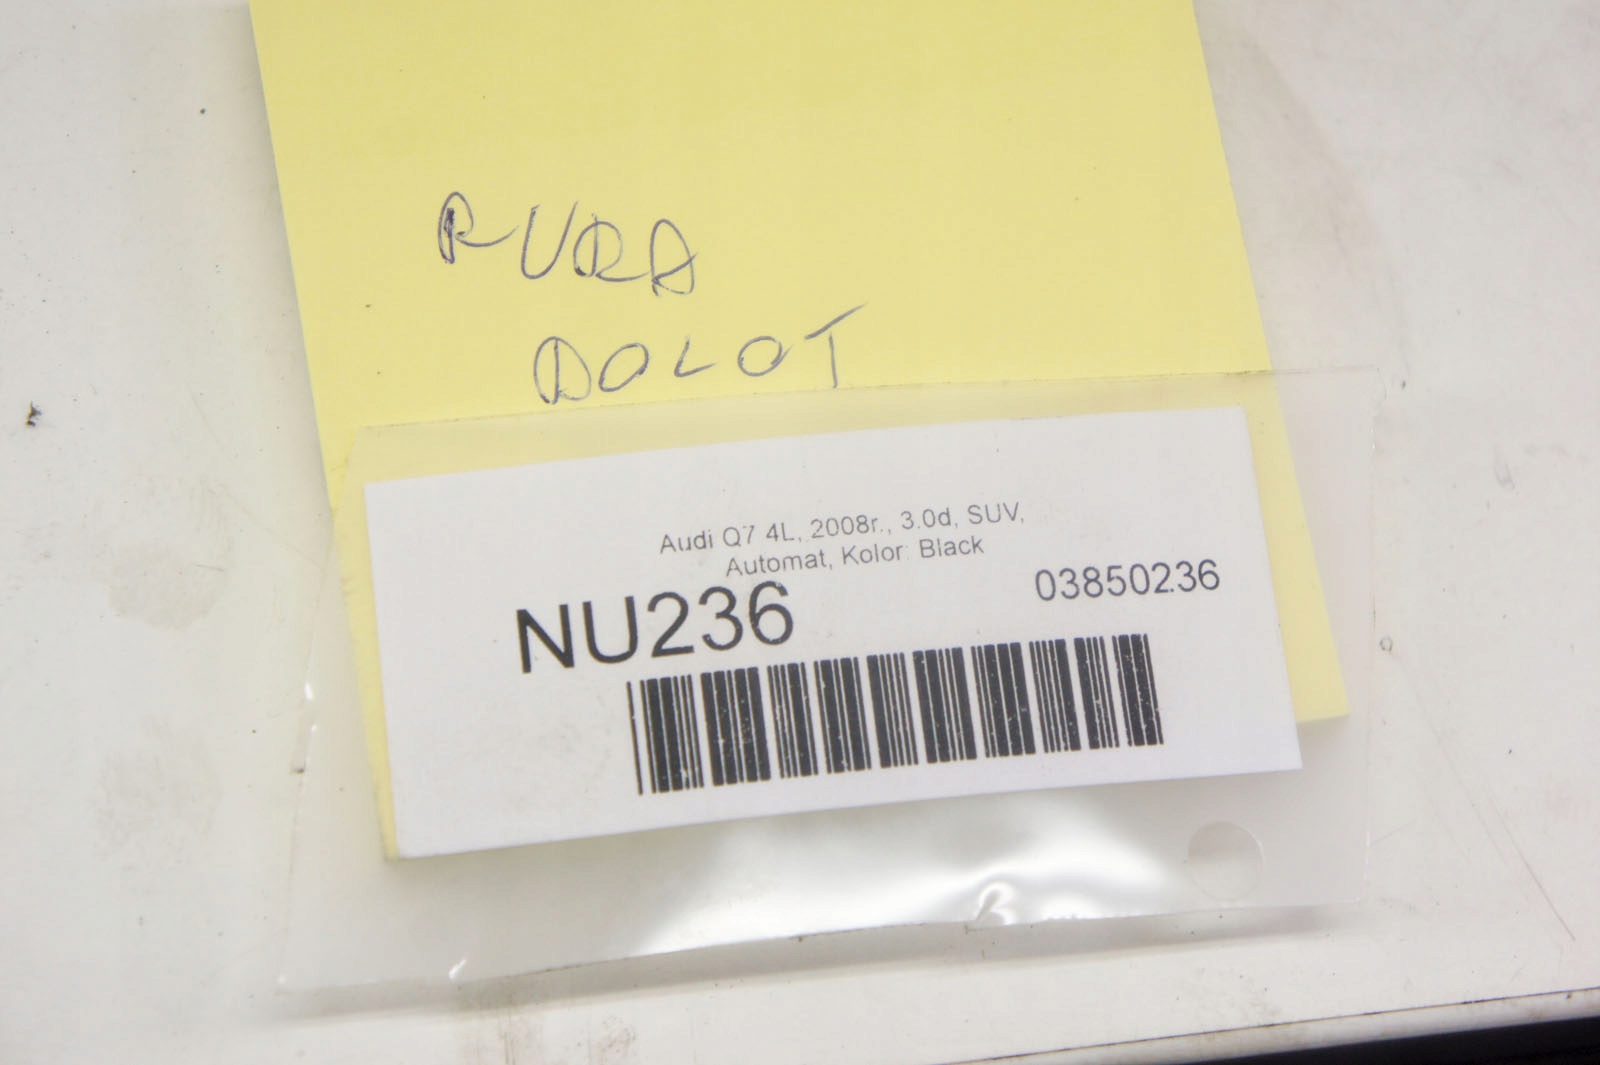 RURA
DOLOT
Audi Q7 4L, 2008r., 3.0d, SUV,
Automat, Kolor: Black
NU236
03850236